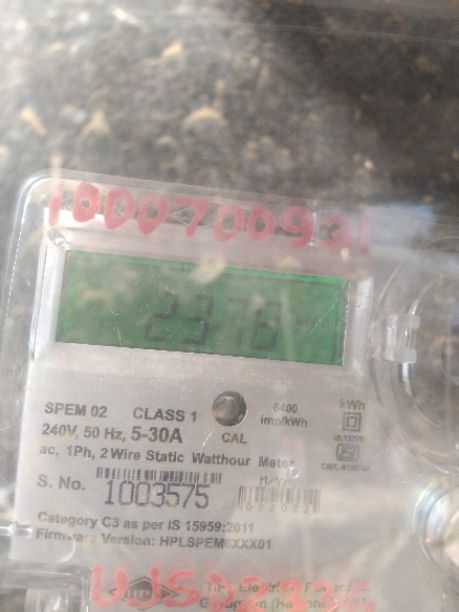 1000700921
2376
SPEM 02 CLASS 1 6400 kWh
240V, 50 Hz, 5-30A imp/kWh
CAL
ac, 1Ph, 2 Wire Static Watthour Meter
S. No. 1003575
Category C3 as per IS 15959:2011
Firmware Version: HPLSPEM6XXX01
HPL